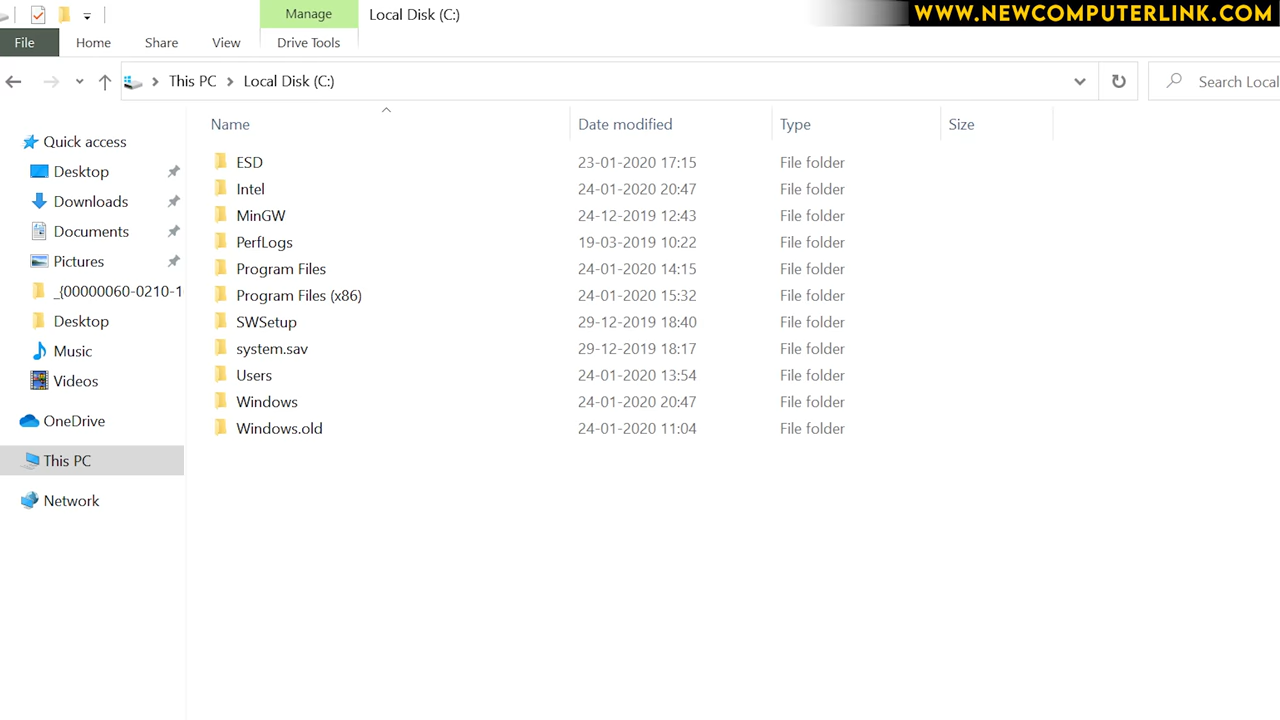 Manage
Local Disk (C:)
WWW.NEWCOMPUTERLINK.COM
File
Home
Share
View
Drive Tools
This PC
Local Disk (C:)
Search Local
Name
Date modified
Type
Size
Quick access
Desktop
Downloads
Documents
Pictures
_{00000060-0210-1
Desktop
Music
Videos
OneDrive
This PC
Network
ESD 23-01-2020 17:15 File folder
Intel 24-01-2020 20:47 File folder
MinGW 24-12-2019 12:43 File folder
PerfLogs 19-03-2019 10:22 File folder
Program Files 24-01-2020 14:15 File folder
Program Files (x86) 24-01-2020 15:32 File folder
SWSetup 29-12-2019 18:40 File folder
system.sav 29-12-2019 18:17 File folder
Users 24-01-2020 13:54 File folder
Windows 24-01-2020 20:47 File folder
Windows.old 24-01-2020 11:04 File folder